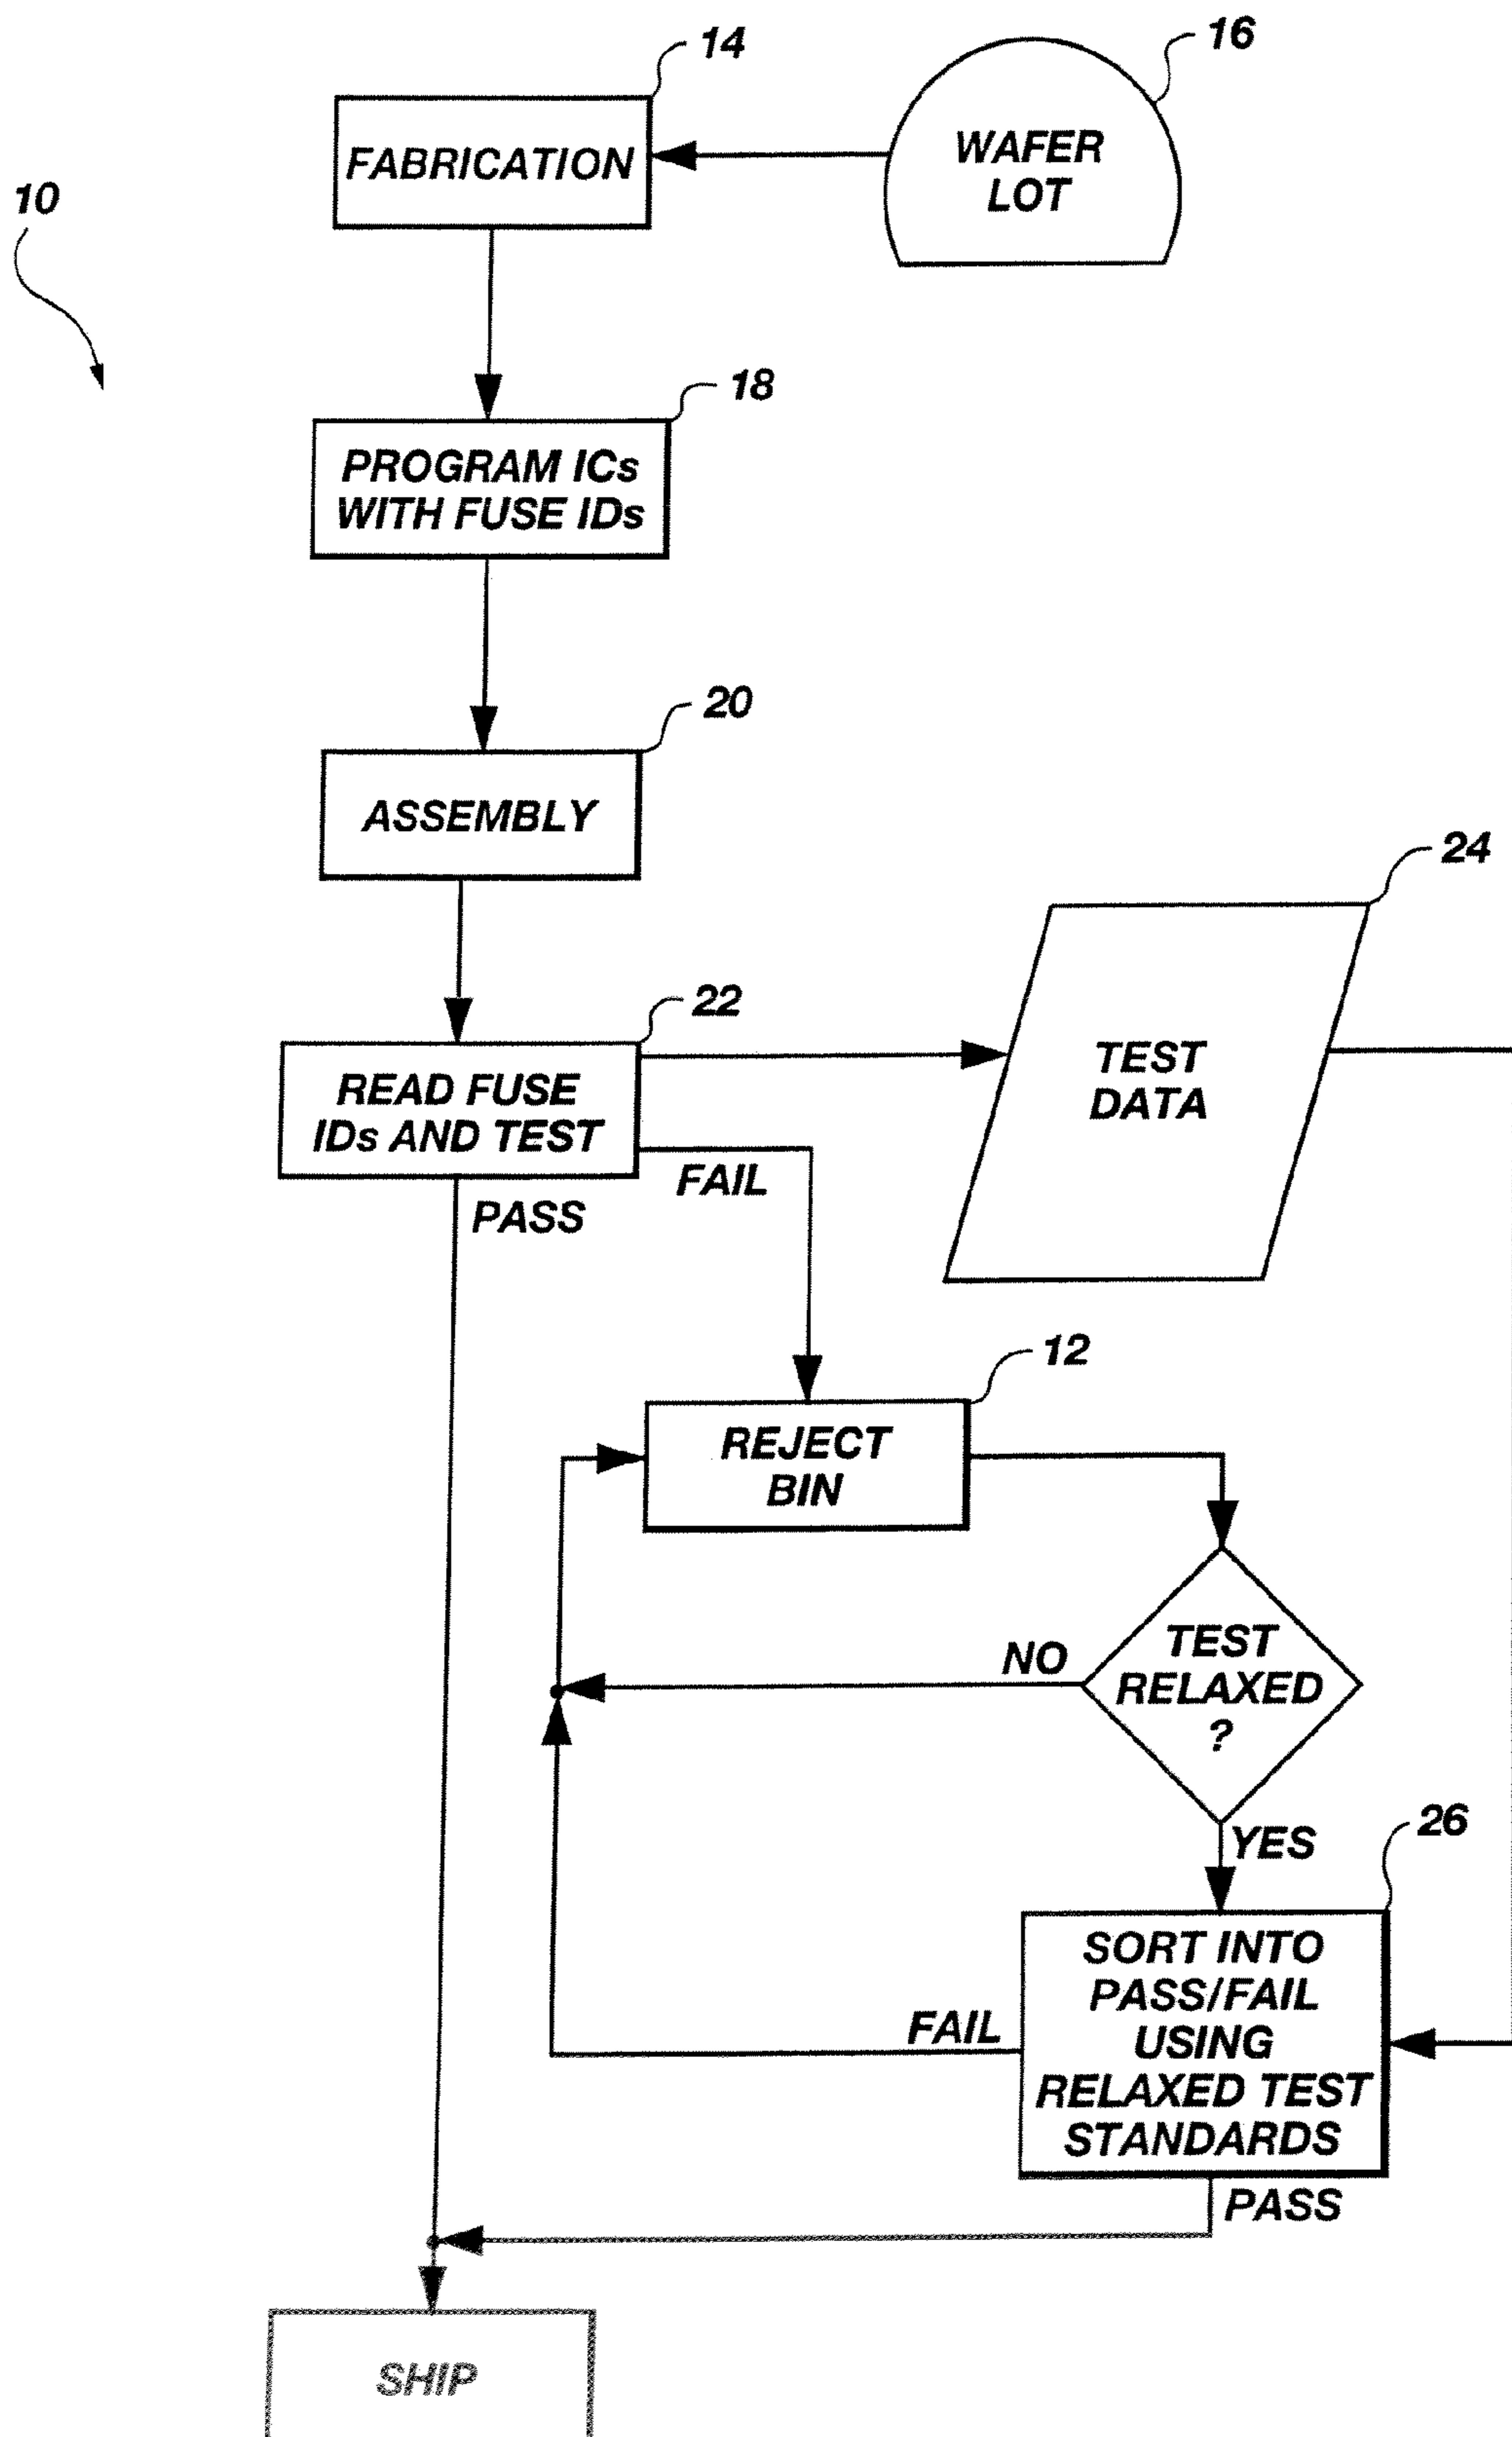 14
16
FABRICATION
WAFER
LOT
10
18
PROGRAM ICs
WITH FUSE IDs
20
ASSEMBLY
24
22
READ FUSE
IDs AND TEST
TEST
DATA
FAIL
PASS
12
REJECT
BIN
NO
TEST
RELAXED
?
YES
26
SORT INTO
PASS/FAIL
USING
RELAXED TEST
STANDARDS
FAIL
PASS
SHIP